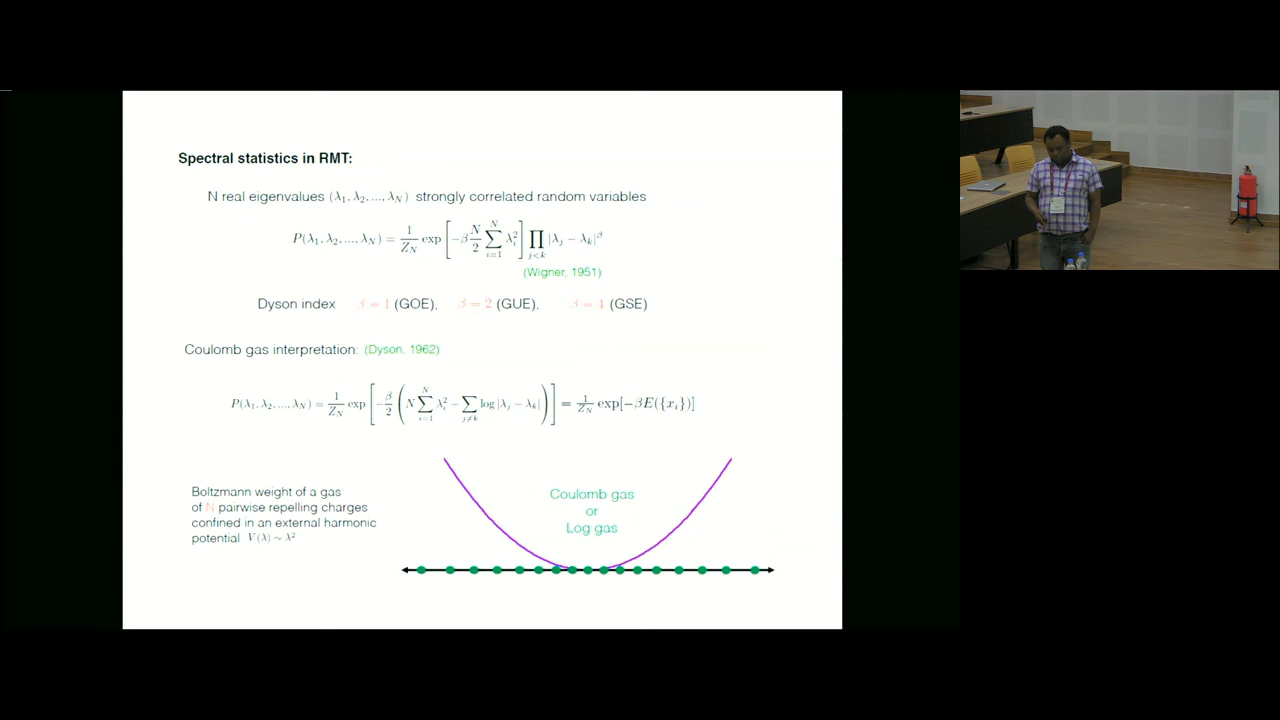 Spectral statistics in RMT:
N real eigenvalues (λ₁, λ₂, ..., λ_N) strongly correlated random variables
P(λ₁, λ₂, ..., λ_N) = 1/Z_N exp [ −β N/2 ∑_{i=1}^{N} λ_i² ] ∏_{j<k} |λ_j − λ_k|^β
(Wigner, 1951)
Dyson index β = 1 (GOE), β = 2 (GUE), β = 4 (GSE)
Coulomb gas interpretation: (Dyson, 1962)
P(λ₁, λ₂, ..., λ_N) = 1/Z_N exp [ −β/2 ( N ∑_{i=1}^{N} λ_i² − ∑_{j≠k} log |λ_j − λ_k| ) ] = 1/Z_N exp[−βE({x_i})]
Boltzmann weight of a gas
of N pairwise repelling charges
confined in an external harmonic
potential V(λ) ~ λ²
Coulomb gas
or
Log gas